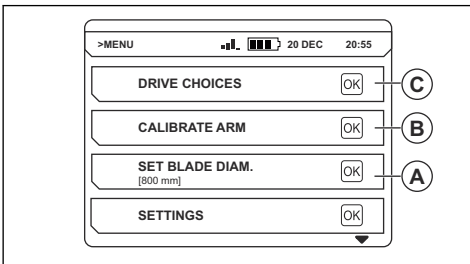 >MENU 20 DEC 20:55
DRIVE CHOICES OK C
CALIBRATE ARM OK B
SET BLADE DIAM. OK A
[800 mm]
SETTINGS OK